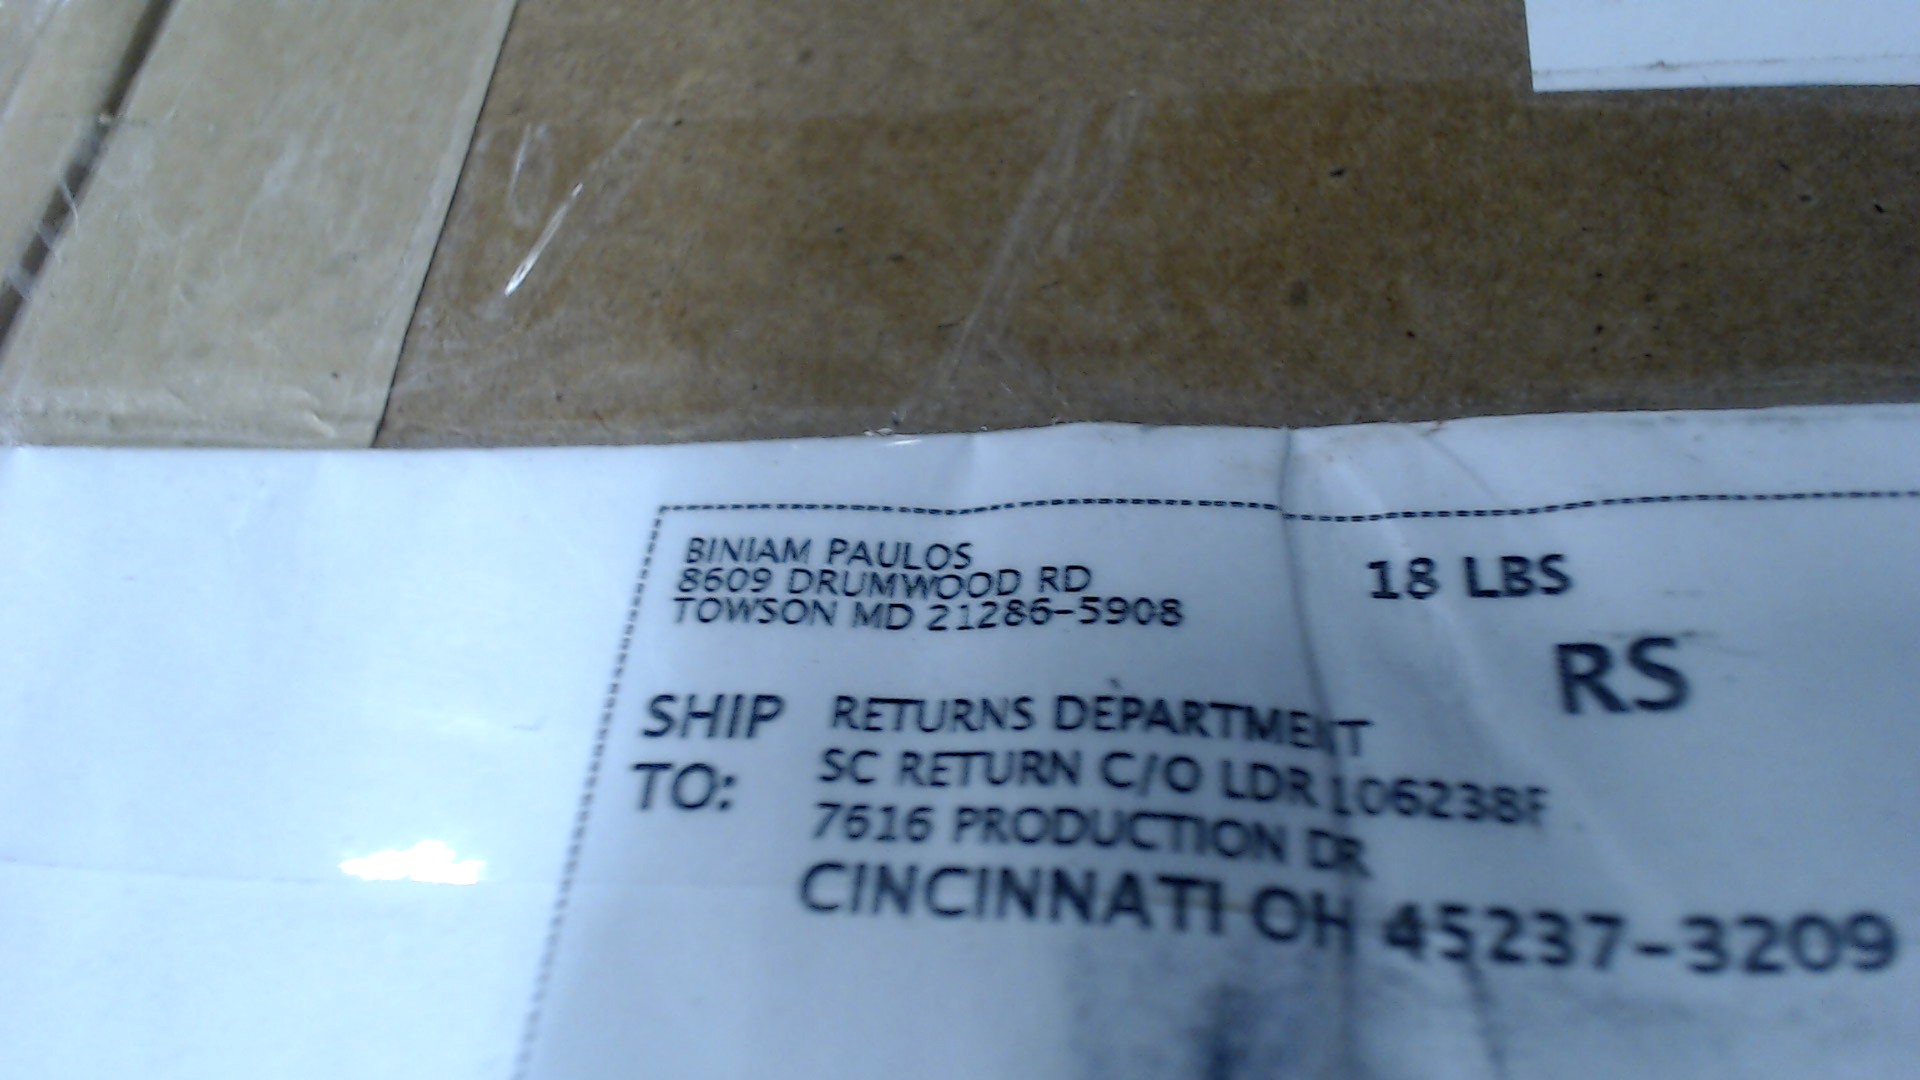 BINIAM PAULOS
8609 DRUMWOOD RD
TOWSON MD 21286-5908
18 LBS
RS
SHIP TO:
RETURNS DEPARTMENT
SC RETURN C/O LDR 106238F
7616 PRODUCTION DR
CINCINNATI OH 45237-3209